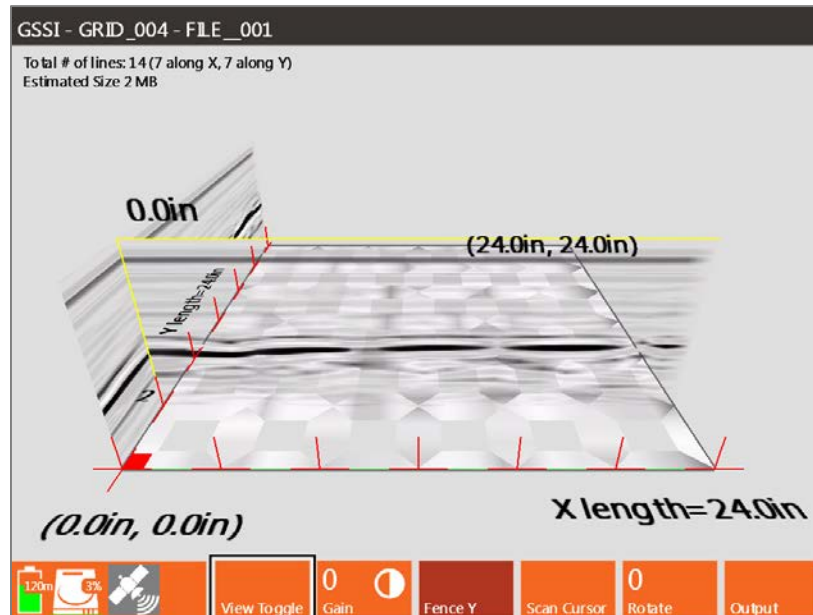 GSSI - GRID_004 - FILE__001
Total # of lines: 14 (7 along X, 7 along Y)
Estimated Size 2 MB
0.0in
(24.0in, 24.0in)
Y length=24.0in
2
(0.0in, 0.0in)
X length=24.0in
120m
3%
View Toggle
0
Gain
Fence Y
Scan Cursor
0
Rotate
Output